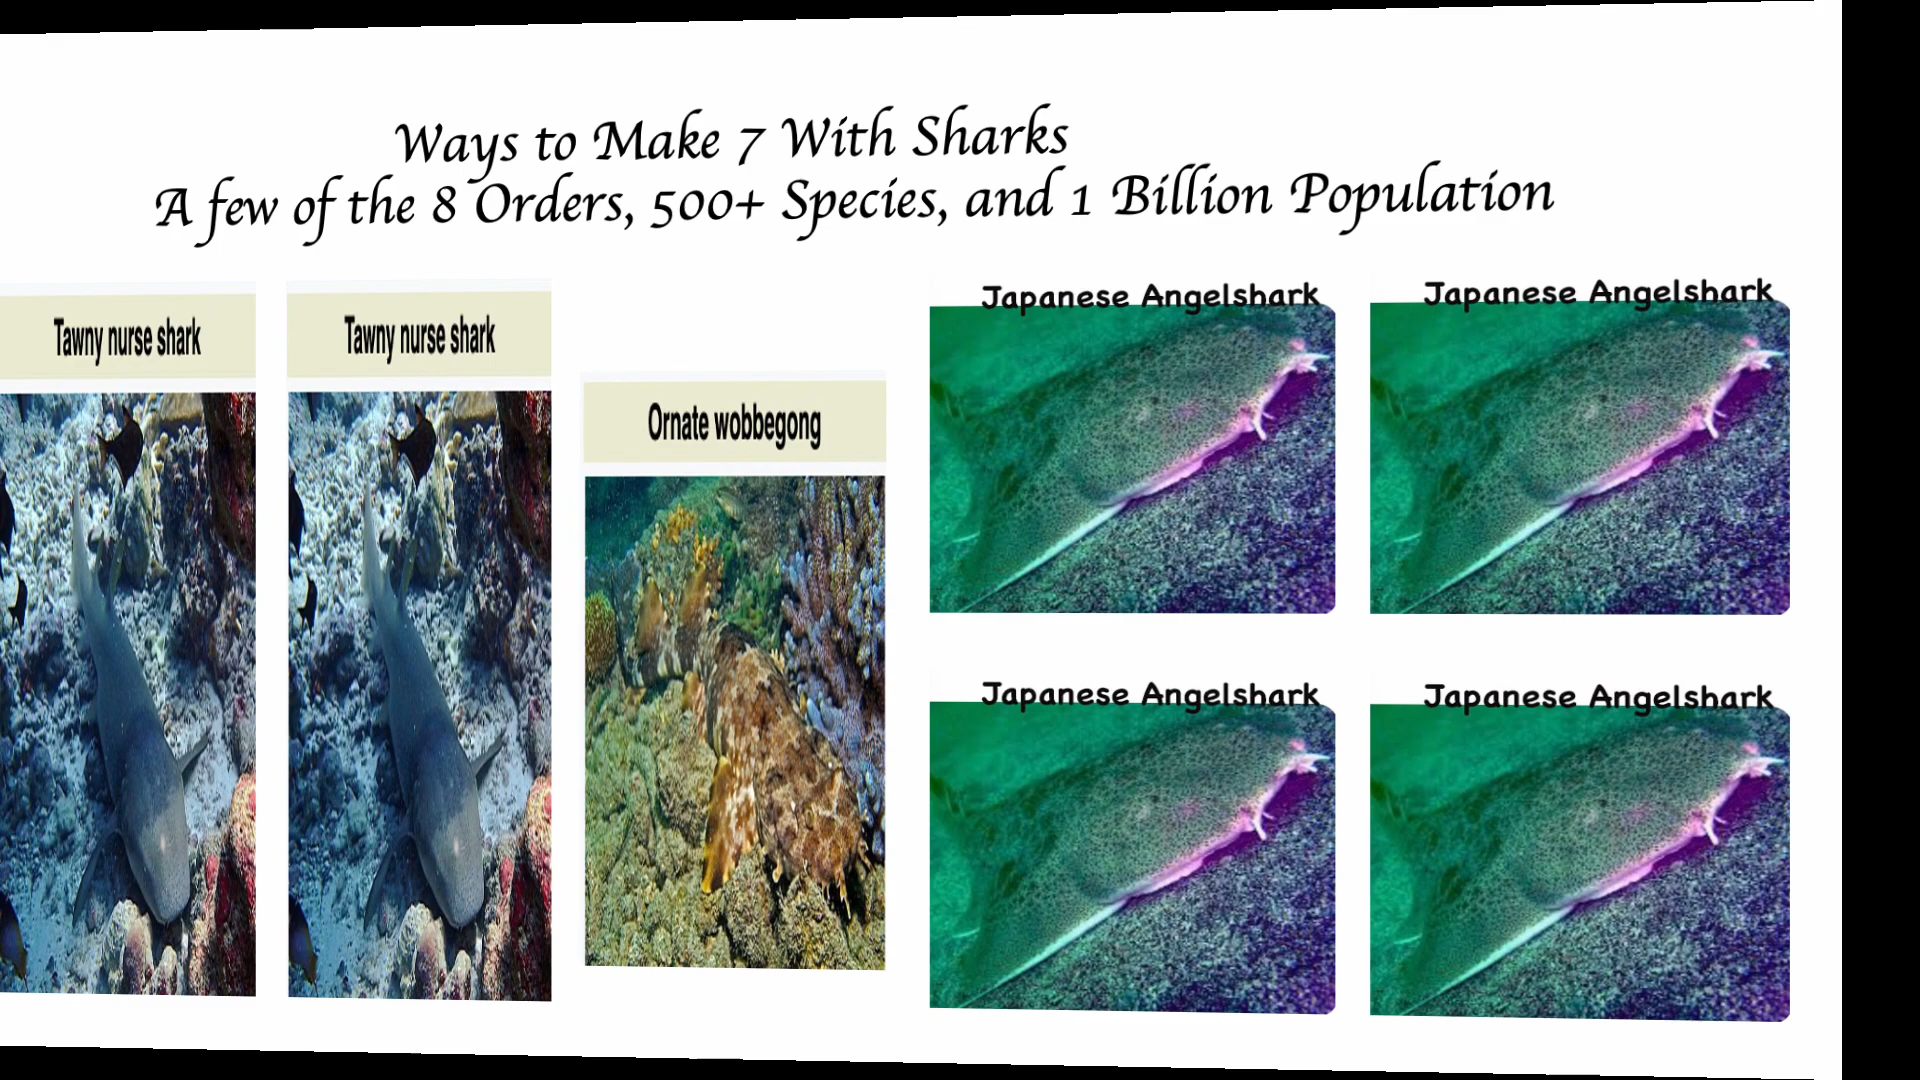 Ways to Make 7 With Sharks
A few of the 8 Orders, 500+ Species, and 1 Billion Population
Tawny nurse shark
Tawny nurse shark
Ornate wobbegong
Japanese Angelshark
Japanese Angelshark
Japanese Angelshark
Japanese Angelshark